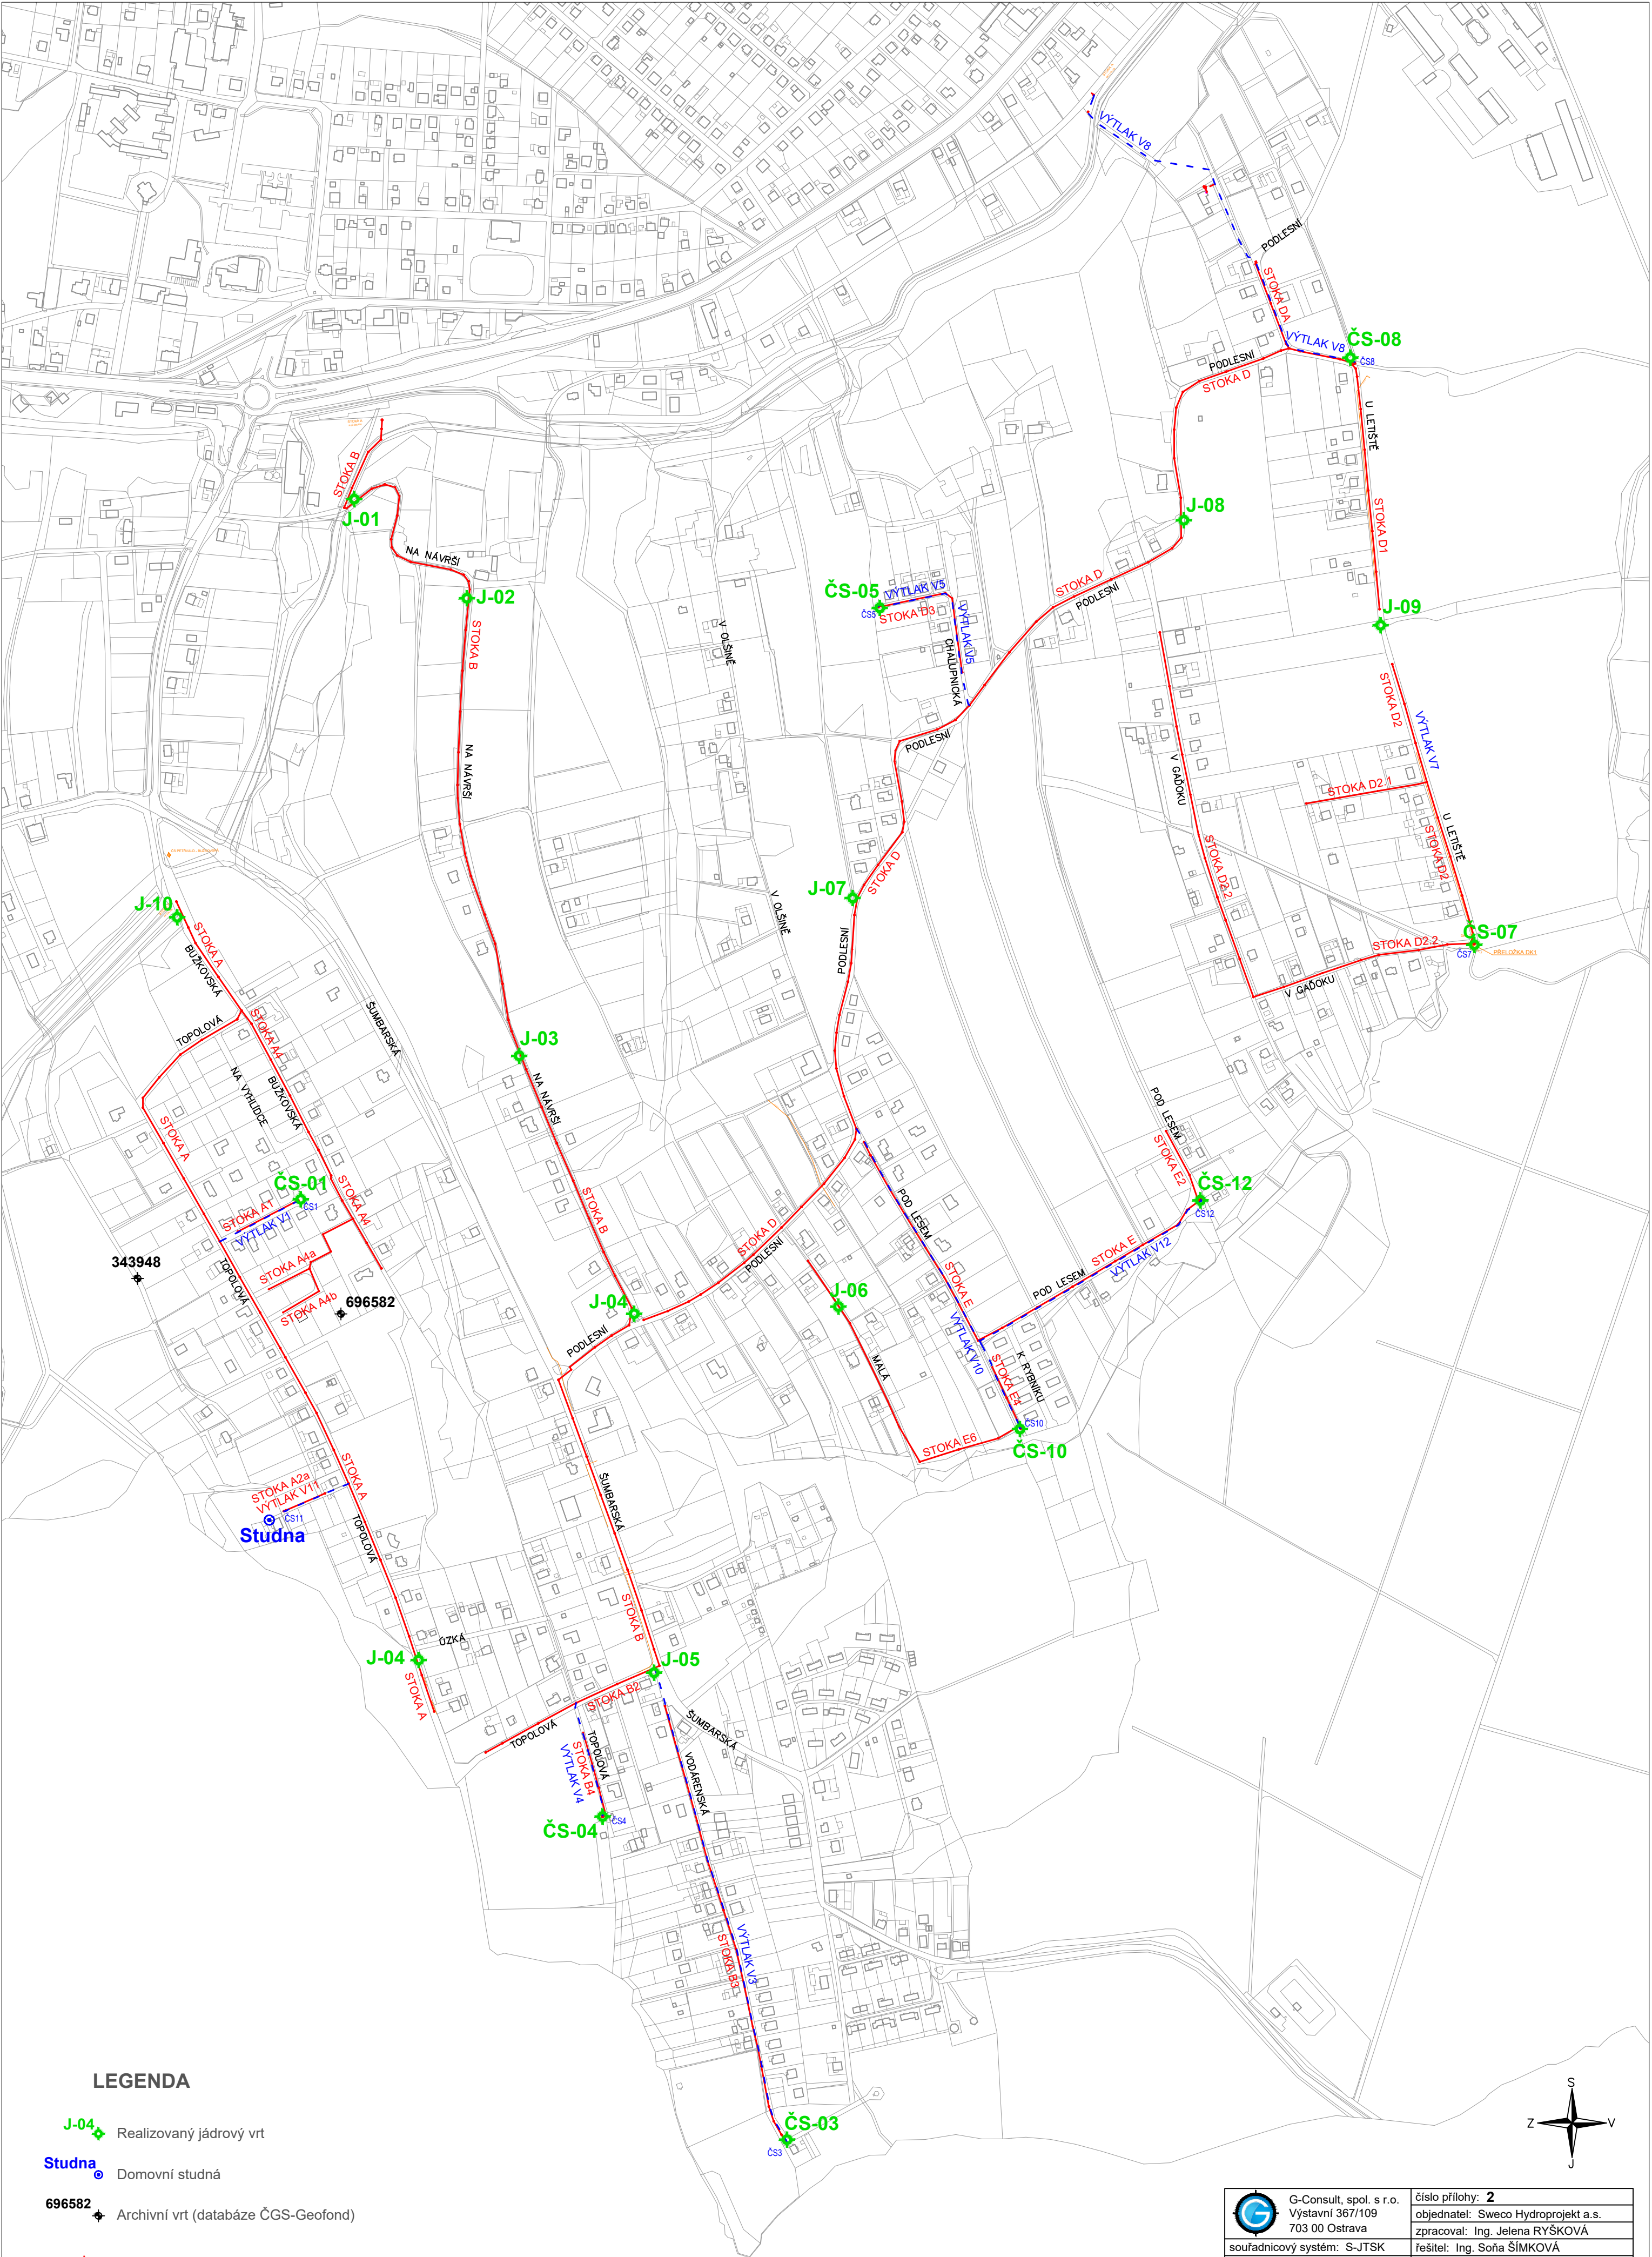 VÝTLAK V8
PODLESNÍ
STOKA DA
VÝTLAK V8
ČS-08
ČS8
PODLESNÍ
STOKA D
U LETIŠTĚ
STOKA B
J-01
STOKA D1
J-08
NA NÁVRŠÍ
J-02
ČS-05
VÝTLAK V5
ČS5
STOKA D3
VÝTLAK V5
CHALUPNICKÁ
STOKA D
PODLESNÍ
J-09
STOKA B
V OLŠINĚ
STOKA D2
VÝTLAK V7
PODLESNÍ
NA NÁVRŠÍ
V GAĎOKU
STOKA D2.1
U LETIŠTĚ
STOKA D2
STOKA D2.2
STOKA D
J-07
V OLŠINĚ
J-10
STOKA A
BUŽKOVSKÁ
PODLESNÍ
ČS-07
STOKA D2.2
ČS7
PŘELOŽKA DK1
V GAĎOKU
TOPOLOVÁ
STOKA A4
ŠUMBARSKÁ
J-03
NA VYHLÍDCE
BUŽKOVSKÁ
NA NÁVRŠÍ
STOKA A
POD LESEM
STOKA E2
ČS-12
ČS12
ČS-01
ČS1
STOKA A1
VÝTLAK V1
STOKA A4
STOKA B
POD LESEM
STOKA D
PODLESNÍ
STOKA E
VÝTLAK V12
343948
TOPOLOVÁ
STOKA A4a
STOKA A4b
696582
J-04
J-06
STOKA E
POD LESEM
VÝTLAK V10
PODLESNÍ
MALÁ
K RYBNÍKU
STOKA E4
ČS10
ČS-10
STOKA E6
STOKA A2a
VÝTLAK V11
ČS11
Studna
STOKA A
ŠUMBARSKÁ
TOPOLOVÁ
STOKA B
ÚZKÁ
J-04
J-05
STOKA A
STOKA B2
TOPOLOVÁ
ŠUMBARSKÁ
TOPOLOVÁ
STOKA B4
VÝTLAK V4
VODÁRENSKÁ
ČS-04
ČS4
VÝTLAK V3
STOKA B3
ČS-03
ČS3
LEGENDA
J-04
Realizovaný jádrový vrt
Studna
Domovní studná
696582
Archivní vrt (databáze ČGS-Geofond)
S
Z
V
J
G-Consult, spol. s r.o.
Výstavní 367/109
703 00 Ostrava
číslo přílohy: 2
objednatel: Sweco Hydroprojekt a.s.
zpracoval: Ing. Jelena RYŠKOVÁ
souřadnicový systém: S-JTSK
řešitel: Ing. Soňa ŠÍMKOVÁ